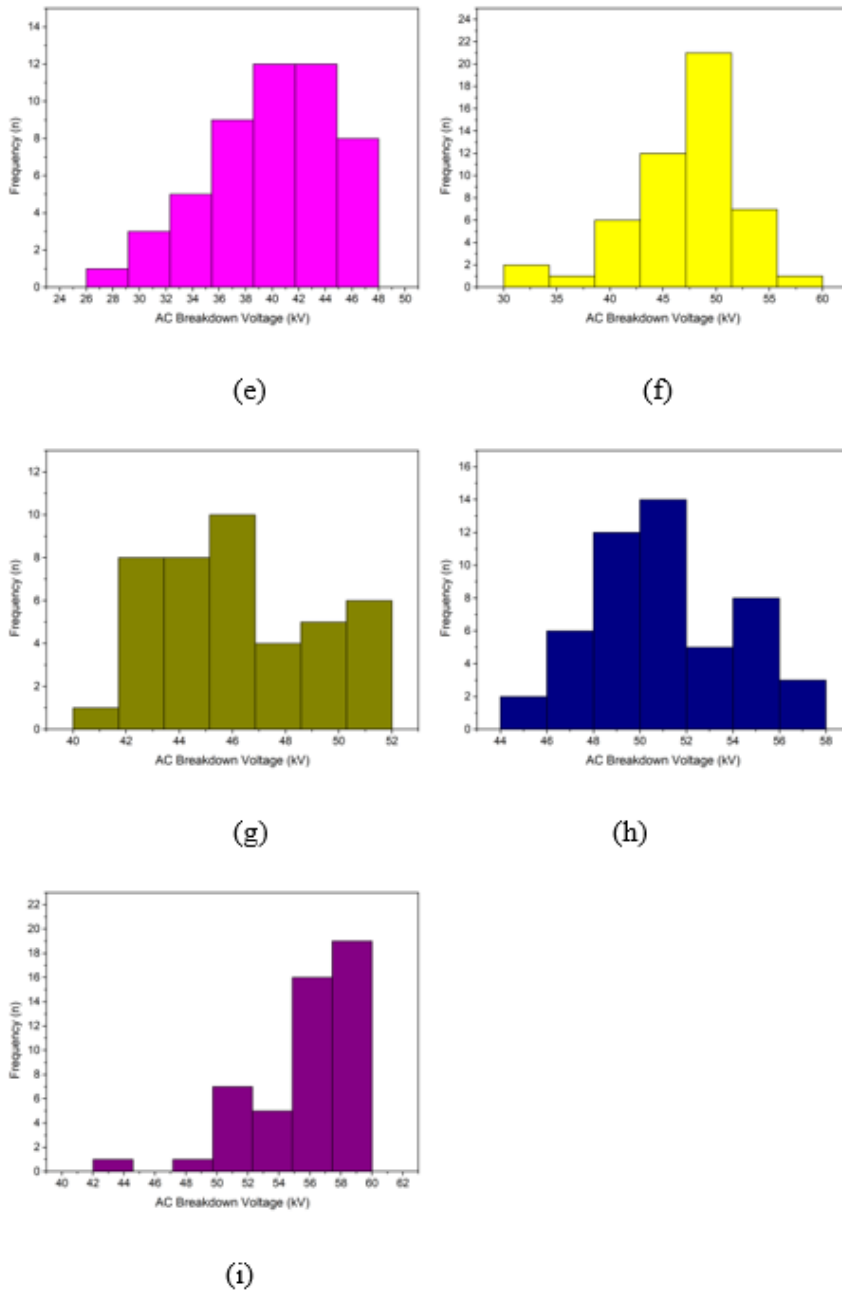 14
12
10
8
6
4
2
0
Frequency (n)
24 26 28 30 32 34 36 38 40 42 44 46 48 50
AC Breakdown Voltage (kV)
(e)
24
22
20
18
16
14
12
10
8
6
4
2
0
Frequency (n)
30 35 40 45 50 55 60
AC Breakdown Voltage (kV)
(f)
12
10
8
6
4
2
0
Frequency (n)
40 42 44 46 48 50 52
AC Breakdown Voltage (kV)
(g)
16
14
12
10
8
6
4
2
0
Frequency (n)
44 46 48 50 52 54 56 58
AC Breakdown Voltage (kV)
(h)
22
20
18
16
14
12
10
8
6
4
2
0
Frequency (n)
40 42 44 46 48 50 52 54 56 58 60 62
AC Breakdown Voltage (kV)
(i)